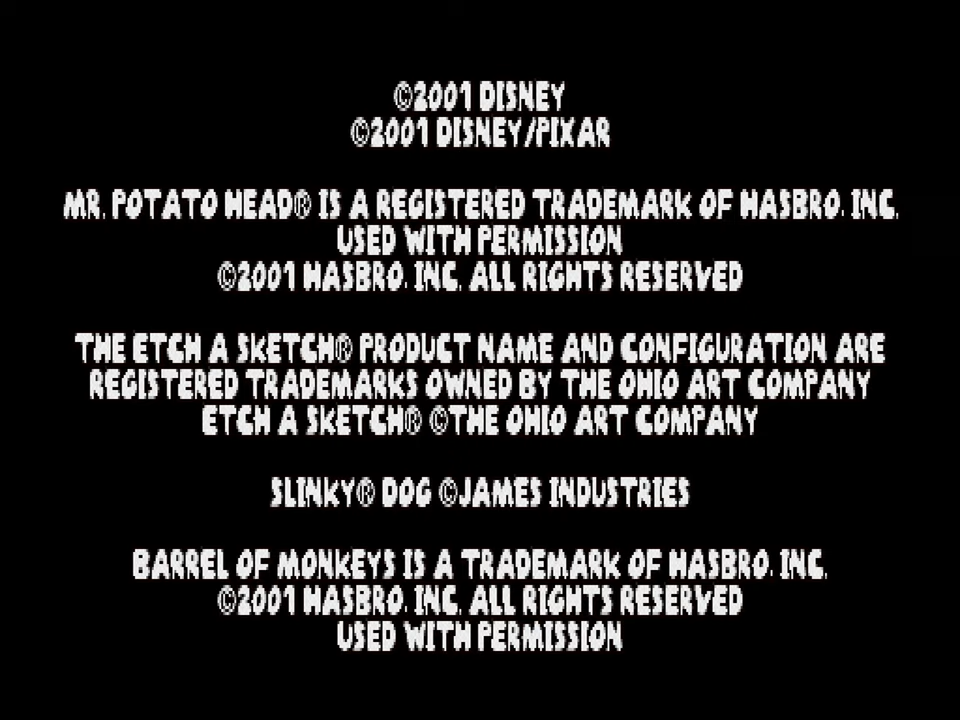 ©2001 DISNEY
©2001 DISNEY/PIXAR
MR. POTATO HEAD® IS A REGISTERED TRADEMARK OF HASBRO, INC.
USED WITH PERMISSION
©2001 HASBRO, INC. ALL RIGHTS RESERVED
THE ETCH A SKETCH® PRODUCT NAME AND CONFIGURATION ARE
REGISTERED TRADEMARKS OWNED BY THE OHIO ART COMPANY
ETCH A SKETCH® ©THE OHIO ART COMPANY
SLINKY® DOG ©JAMES INDUSTRIES
BARREL OF MONKEYS IS A TRADEMARK OF HASBRO, INC.
©2001 HASBRO, INC. ALL RIGHTS RESERVED
USED WITH PERMISSION